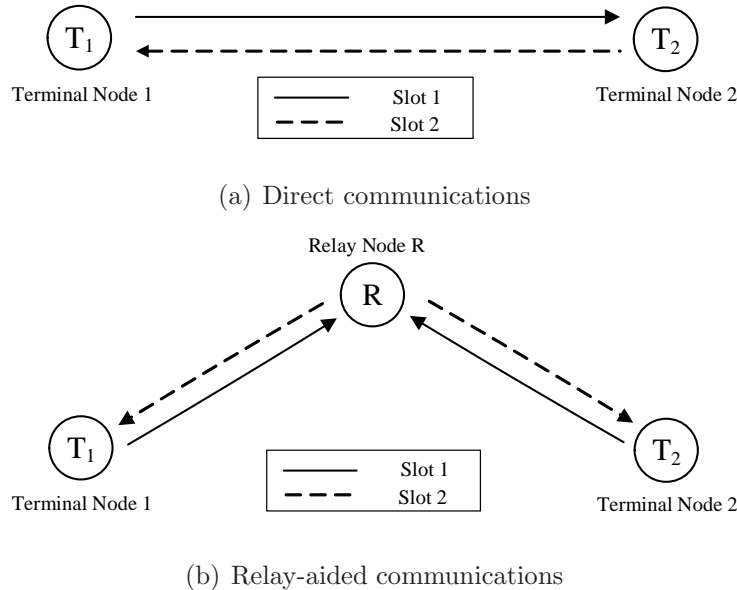 T1
T2
Terminal Node 1
Terminal Node 2
Slot 1
Slot 2
(a) Direct communications
Relay Node R
R
T1
T2
Slot 1
Slot 2
Terminal Node 1
Terminal Node 2
(b) Relay-aided communications